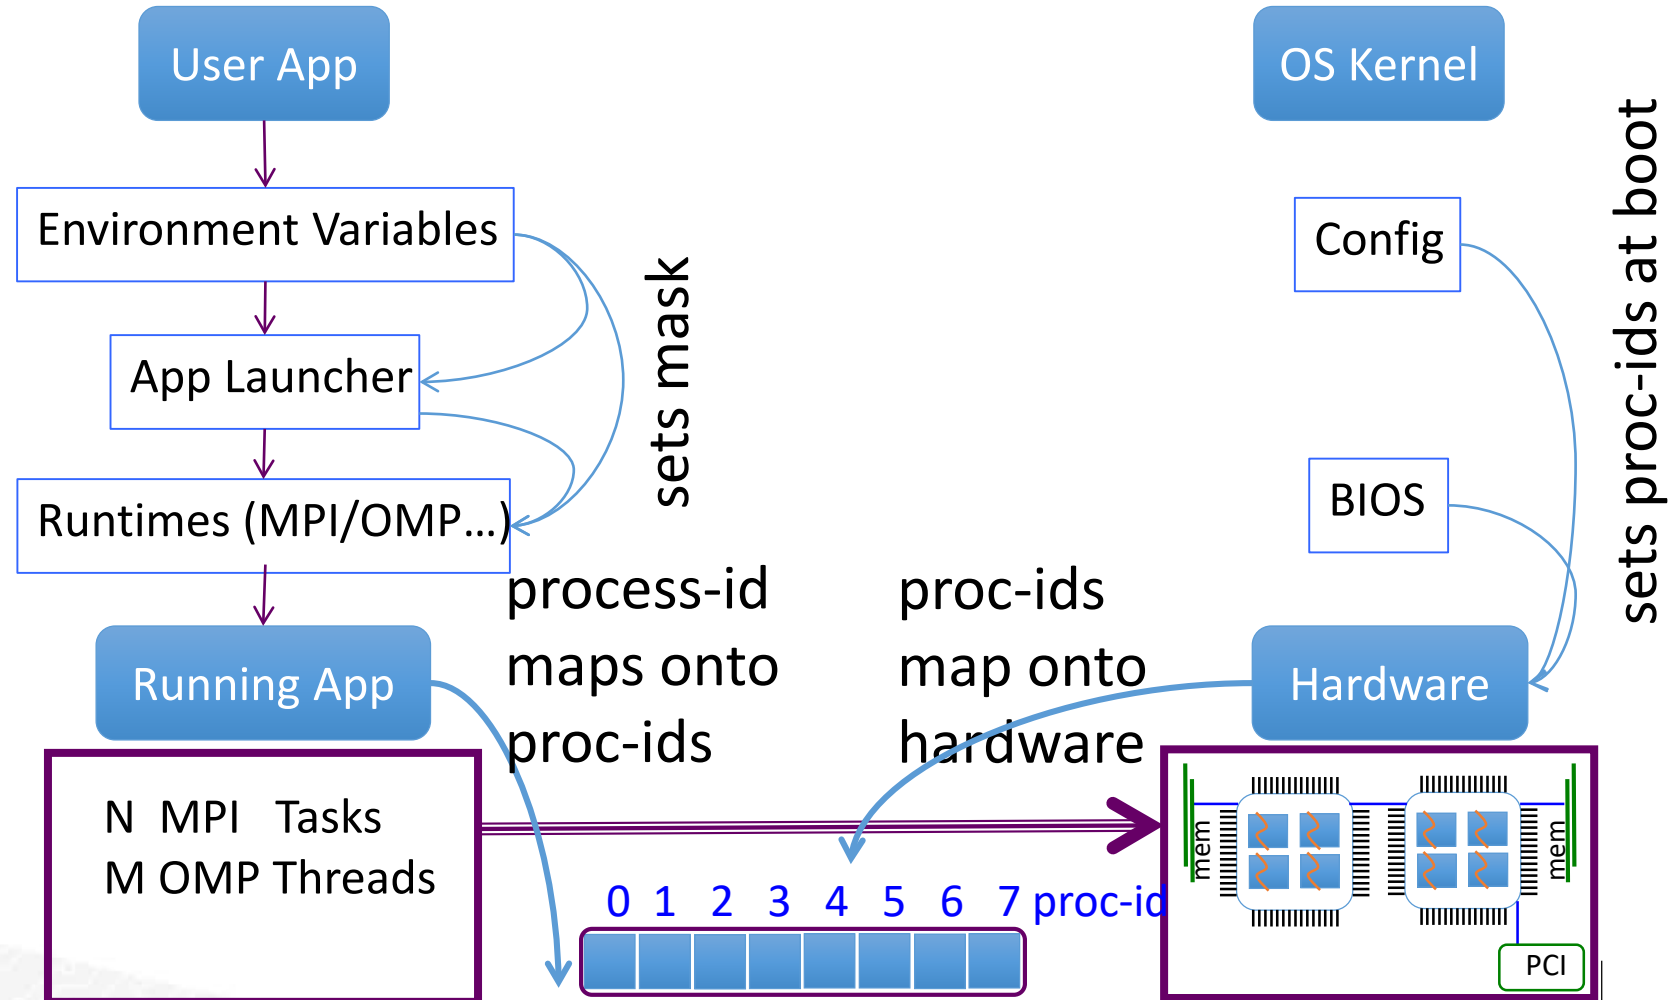 User App
OS Kernel
Environment Variables
Config
sets mask
sets proc-ids at boot
App Launcher
BIOS
Runtimes (MPI/OMP...)
process-id
maps onto
proc-ids
proc-ids
map onto
hardware
Running App
Hardware
N MPI Tasks
M OMP Threads
0 1 2 3 4 5 6 7 proc-id
mem
mem
PCI